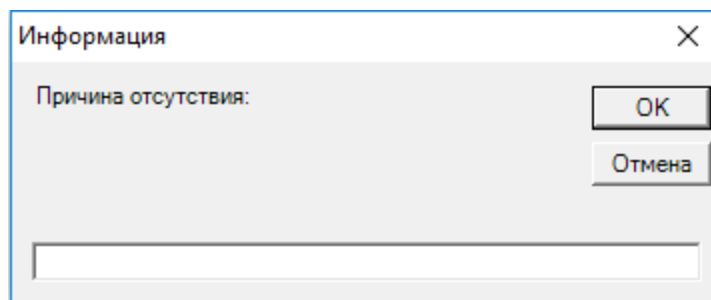 Информация
Причина отсутствия:
OK
Отмена